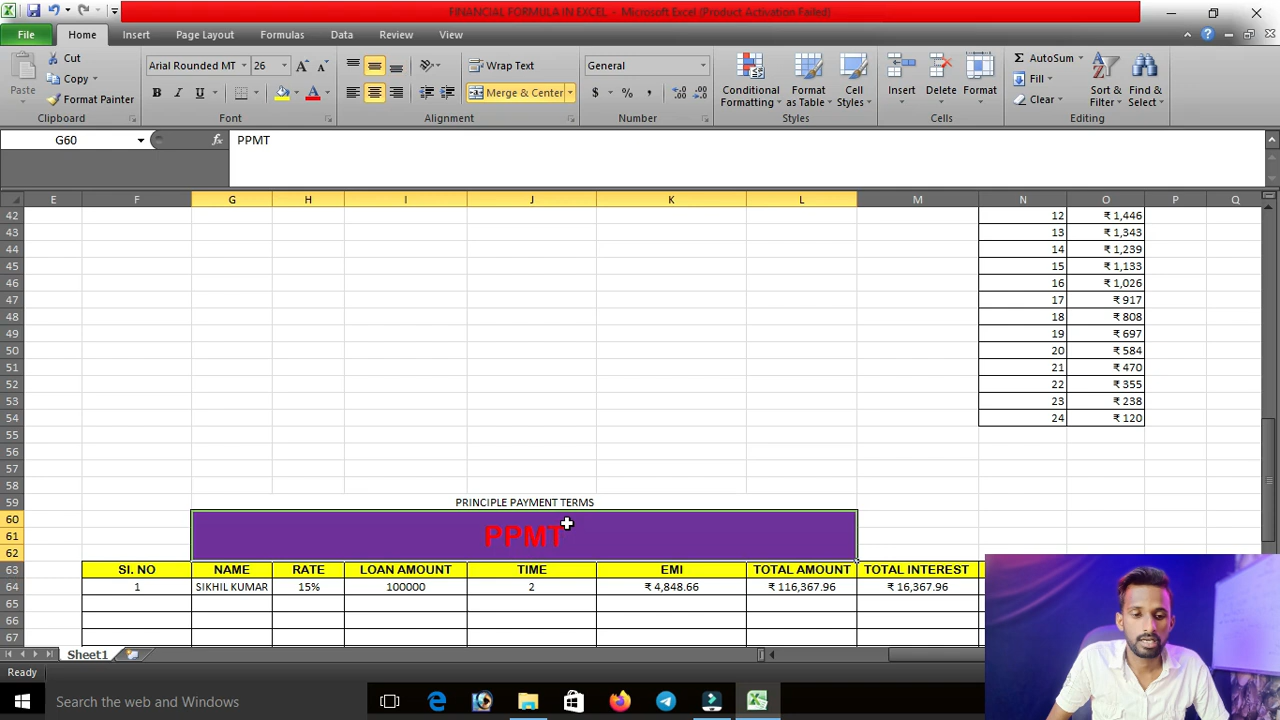 FINANCIAL FORMULA IN EXCEL - Microsoft Excel (Product Activation Failed)
File Home Insert Page Layout Formulas Data Review View
Cut
Copy
Format Painter
Paste
Clipboard
Arial Rounded MT 26
B I U
Font
Wrap Text
Merge & Center
Alignment
General
$ % ,
Number
Conditional Formatting
Format as Table
Cell Styles
Styles
Insert Delete Format
Cells
AutoSum
Fill
Clear
Sort & Filter
Find & Select
Editing
G60 fx PPMT
E F G H I J K L M N O P Q
42 12 ₹ 1,446
43 13 ₹ 1,343
44 14 ₹ 1,239
45 15 ₹ 1,133
46 16 ₹ 1,026
47 17 ₹ 917
48 18 ₹ 808
49 19 ₹ 697
50 20 ₹ 584
51 21 ₹ 470
52 22 ₹ 355
53 23 ₹ 238
54 24 ₹ 120
55
56
57
58
59 PRINCIPLE PAYMENT TERMS
60
61 PPMT
62
63 SI. NO NAME RATE LOAN AMOUNT TIME EMI TOTAL AMOUNT TOTAL INTEREST
64 1 SIKHIL KUMAR 15% 100000 2 ₹ 4,848.66 ₹ 116,367.96 ₹ 16,367.96
65
66
67
Sheet1
Ready
Search the web and Windows